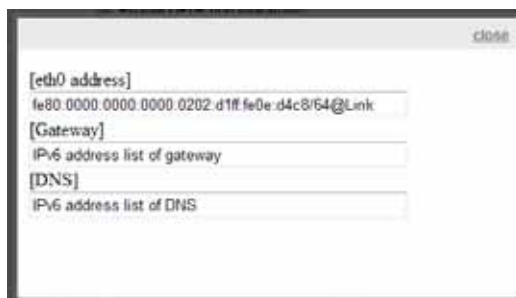 close
[eth0 address]
fe80:0000:0000:0000:0202:d1ff:fe0e:d4c8/64@Link
[Gateway]
IPv6 address list of gateway
[DNS]
IPv6 address list of DNS